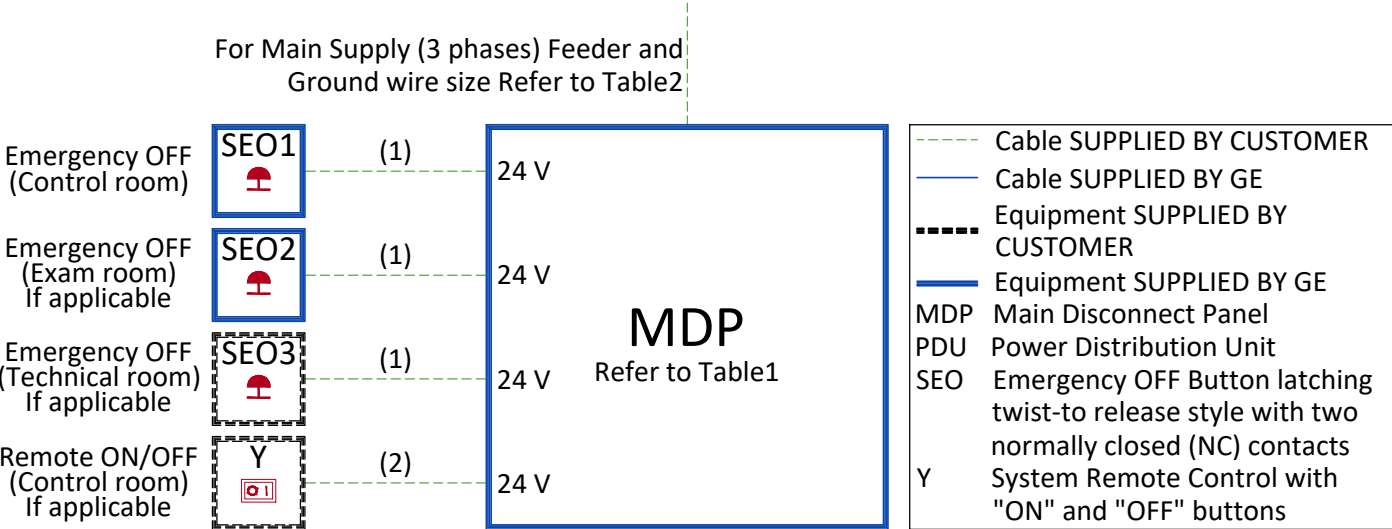 For Main Supply (3 phases) Feeder and
Ground wire size Refer to Table2
Emergency OFF
(Control room)
SEO1
(1)
24 V
Emergency OFF
(Exam room)
If applicable
SEO2
(1)
24 V
Emergency OFF
(Technical room)
If applicable
SEO3
(1)
24 V
Remote ON/OFF
(Control room)
If applicable
Y
(2)
24 V
MDP
Refer to Table1
Cable SUPPLIED BY CUSTOMER
Cable SUPPLIED BY GE
Equipment SUPPLIED BY
CUSTOMER
Equipment SUPPLIED BY GE
MDP Main Disconnect Panel
PDU Power Distribution Unit
SEO Emergency OFF Button latching
twist-to release style with two
normally closed (NC) contacts
Y System Remote Control with
"ON" and "OFF" buttons